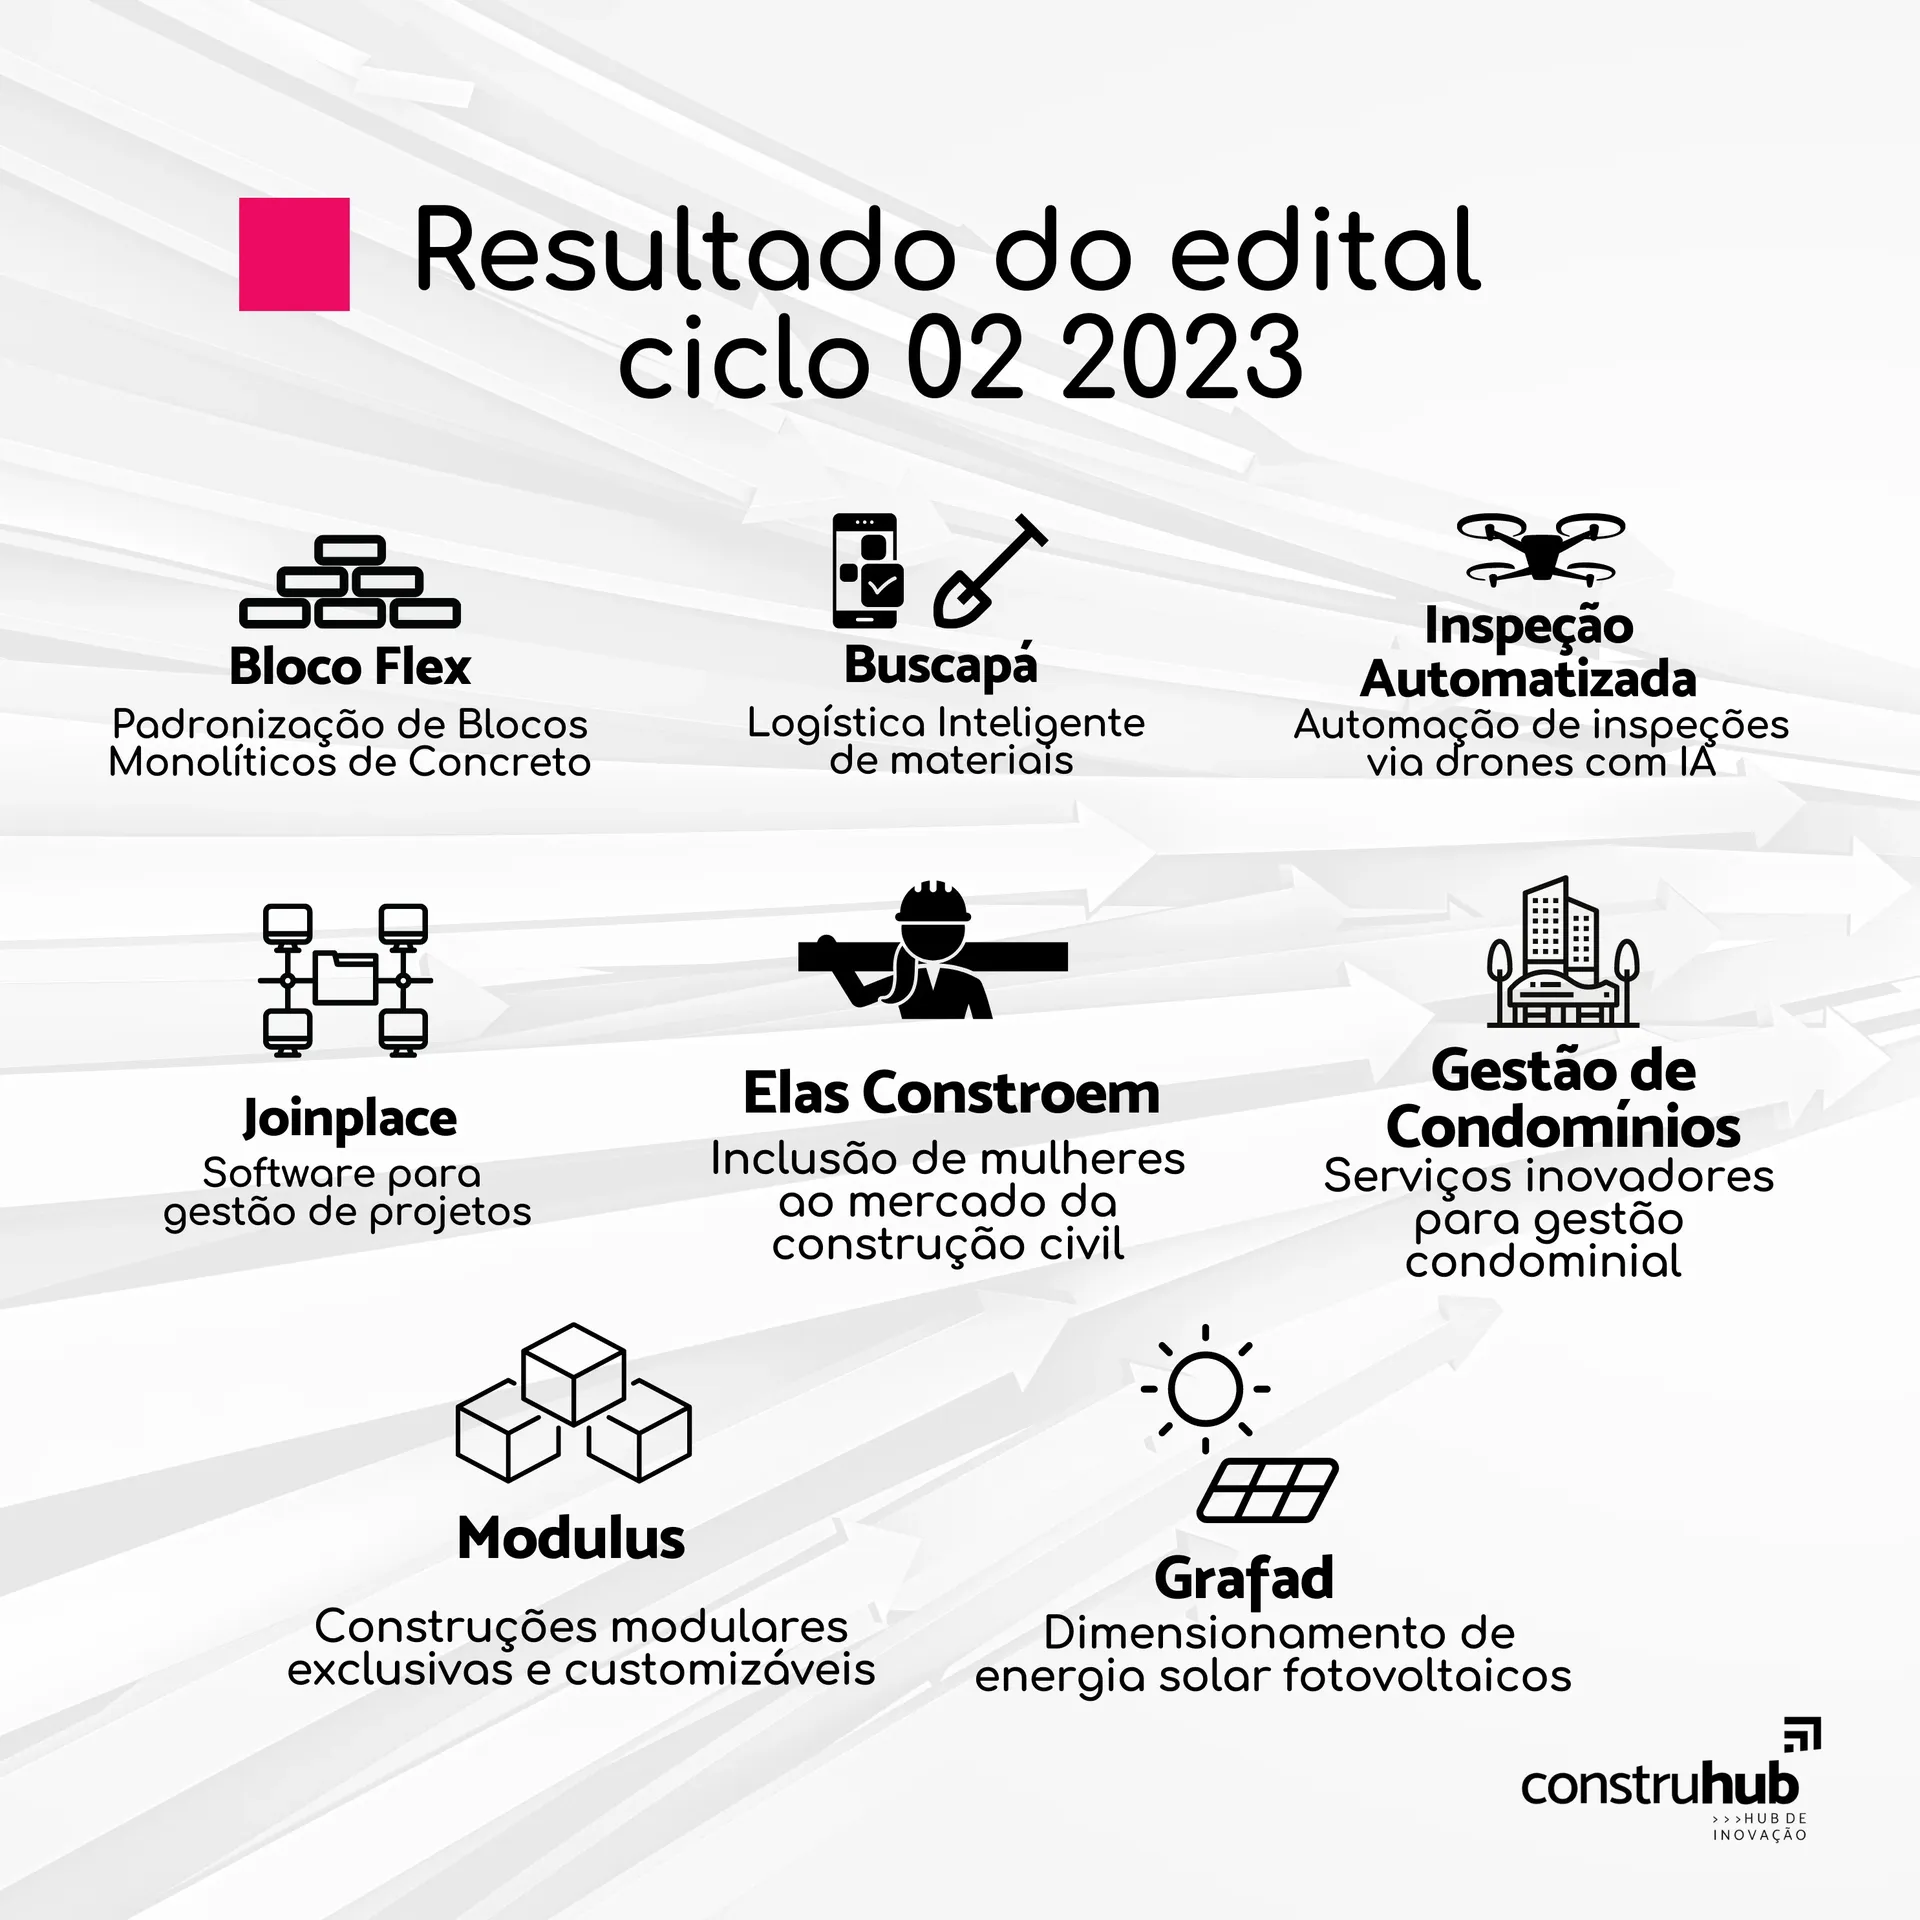 Resultado do edital
ciclo 02 2023
Bloco Flex
Padronização de Blocos
Monolíticos de Concreto
Buscapá
Logística Inteligente
de materiais
Inspeção
Automatizada
Automação de inspeções
via drones com IA
Joinplace
Software para
gestão de projetos
Elas Constroem
Inclusão de mulheres
ao mercado da
construção civil
Gestão de
Condomínios
Serviços inovadores
para gestão
condominial
Modulus
Construções modulares
exclusivas e customizáveis
Grafad
Dimensionamento de
energia solar fotovoltaicos
construhub
>>>HUB DE
INOVAÇÃO